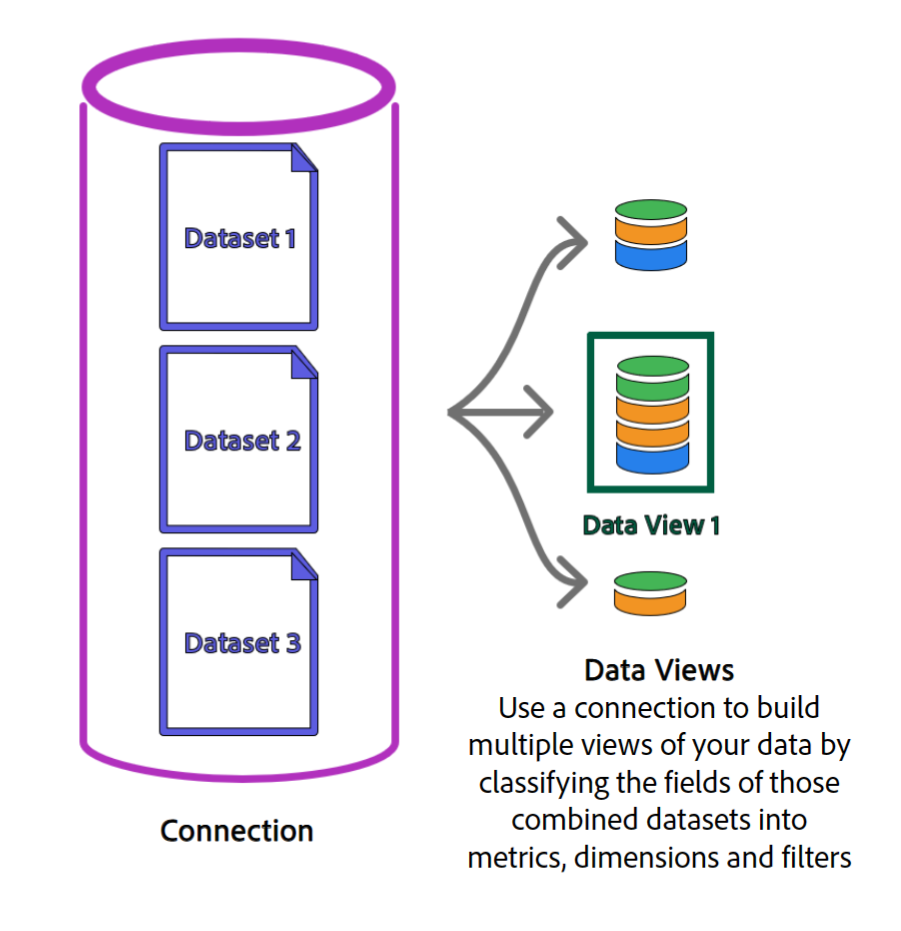 Dataset 1
Dataset 2
Dataset 3
Connection
Data View 1
Data Views
Use a connection to build
multiple views of your data by
classifying the fields of those
combined datasets into
metrics, dimensions and filters